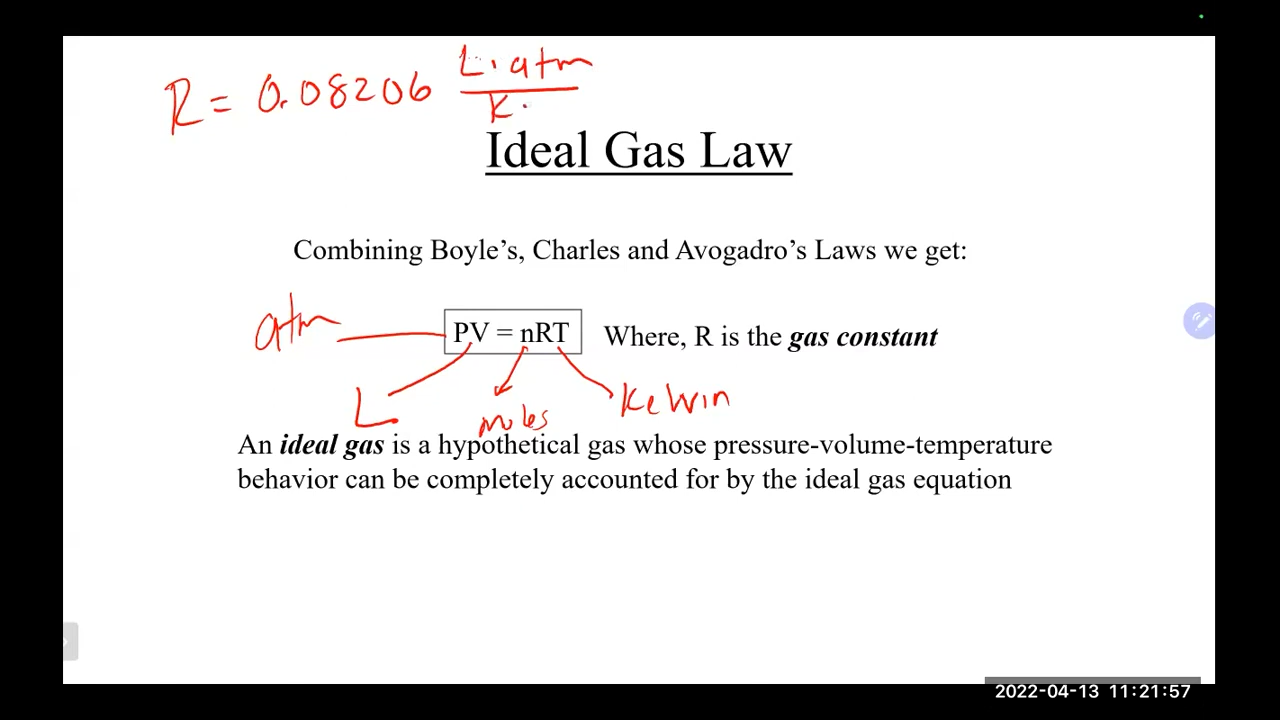 L. atm
R = 0.08206
K.
Ideal Gas Law
Combining Boyle's, Charles and Avogadro's Laws we get:
atm
PV = nRT Where, R is the gas constant
L
moles
Kelvin
An ideal gas is a hypothetical gas whose pressure-volume-temperature
behavior can be completely accounted for by the ideal gas equation
2022-04-13 11:21:57